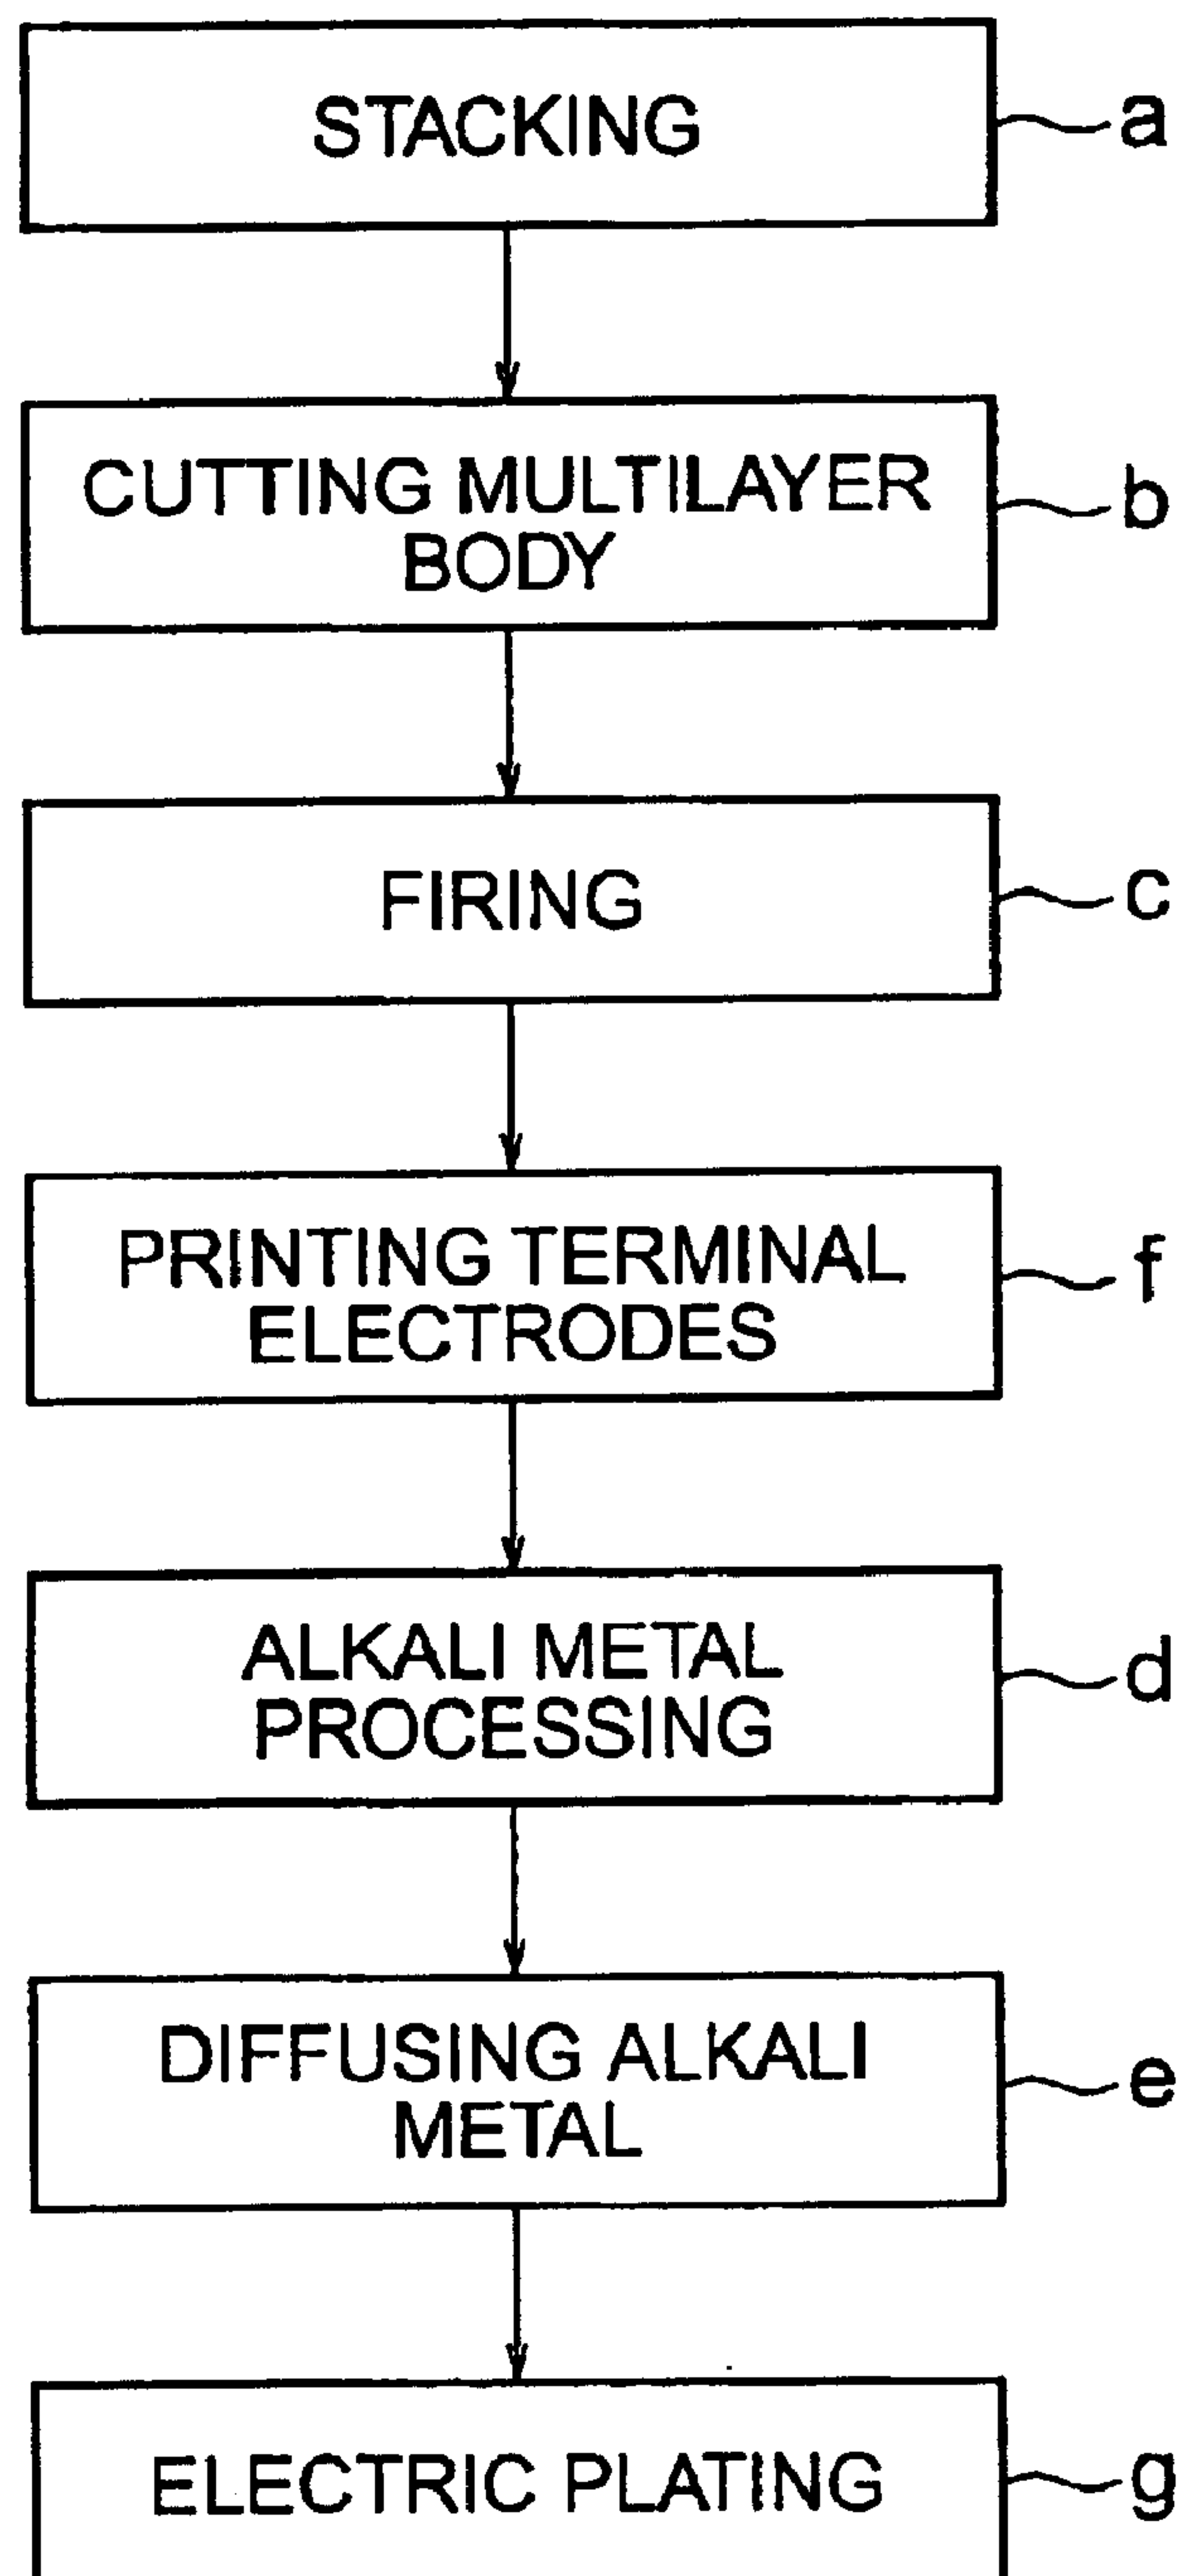 STACKING
a
CUTTING MULTILAYER
BODY
b
FIRING
c
PRINTING TERMINAL
ELECTRODES
f
ALKALI METAL
PROCESSING
d
DIFFUSING ALKALI
METAL
e
ELECTRIC PLATING
g